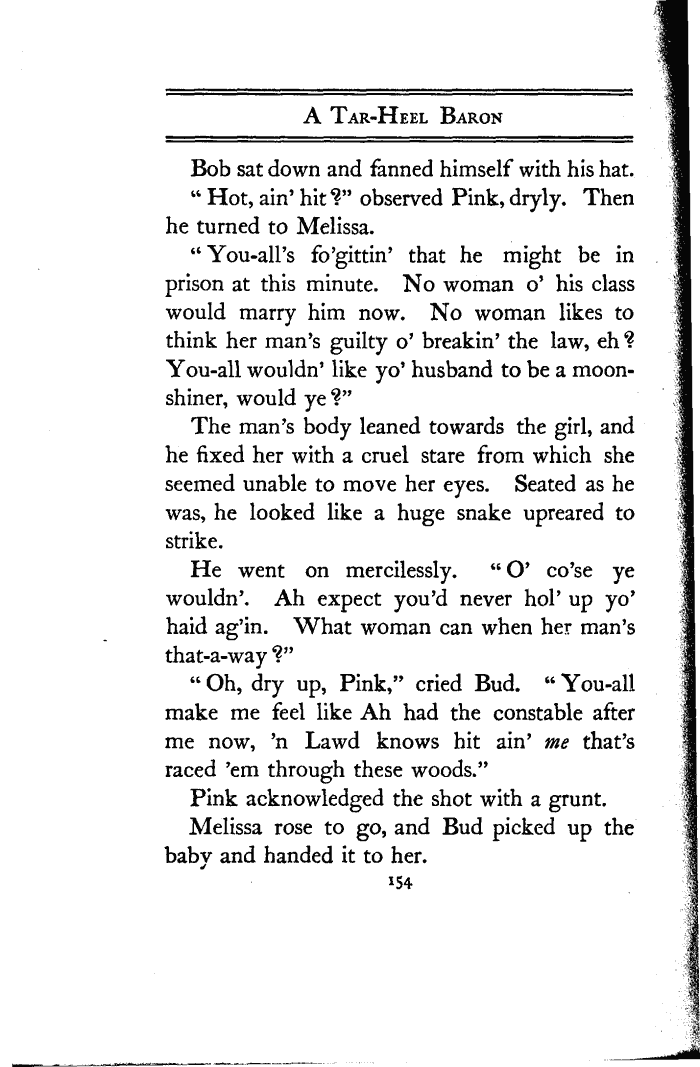 A Tar-Heel Baron
Bob sat down and fanned himself with his hat.
“ Hot, ain’ hit ?” observed Pink, dryly. Then
he turned to Melissa.
“ You-all’s fo’gittin’ that he might be in
prison at this minute. No woman o’ his class
would marry him now. No woman likes to
think her man’s guilty o’ breakin’ the law, eh ?
You-all wouldn’ like yo’ husband to be a moon-
shiner, would ye ?”
The man’s body leaned towards the girl, and
he fixed her with a cruel stare from which she
seemed unable to move her eyes. Seated as he
was, he looked like a huge snake upreared to
strike.
He went on mercilessly. “ O’ co’se ye
wouldn’. Ah expect you’d never hol’ up yo’
haid ag’in. What woman can when her man’s
that-a-way ?”
“ Oh, dry up, Pink,” cried Bud. “ You-all
make me feel like Ah had the constable after
me now, ’n Lawd knows hit ain’ me that’s
raced ’em through these woods.”
Pink acknowledged the shot with a grunt.
Melissa rose to go, and Bud picked up the
baby and handed it to her.
154